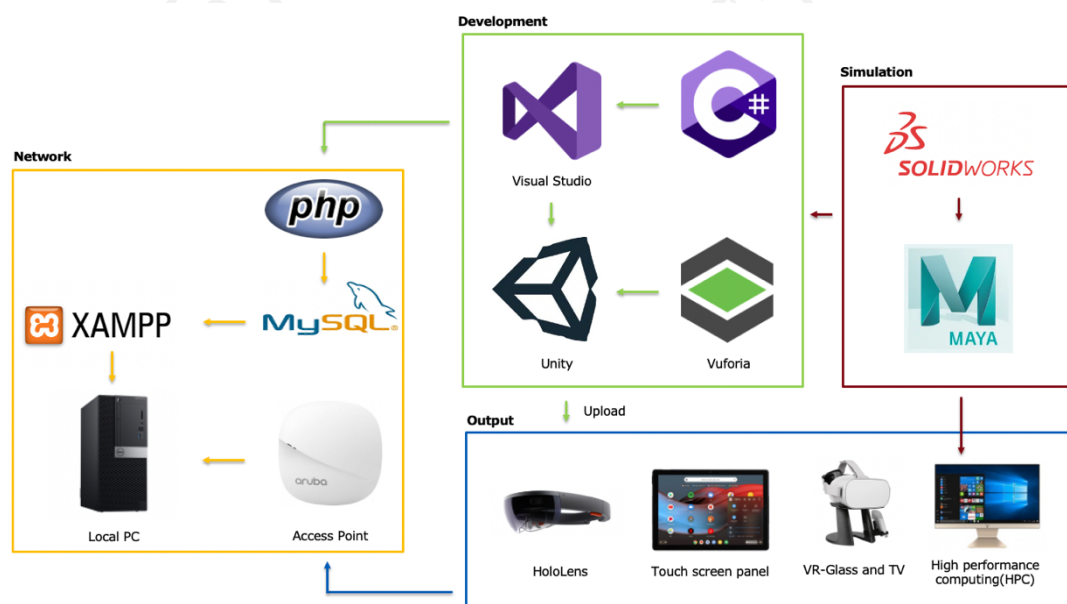 Development
Simulation
C#
DS
SOLIDWORKS
Visual Studio
Network
php
MAYA
XAMPP
MySQL
Unity
Vuforia
Upload
Output
aruba
Local PC
Access Point
HoloLens
Touch screen panel
VR-Glass and TV
High performance
computing(HPC)